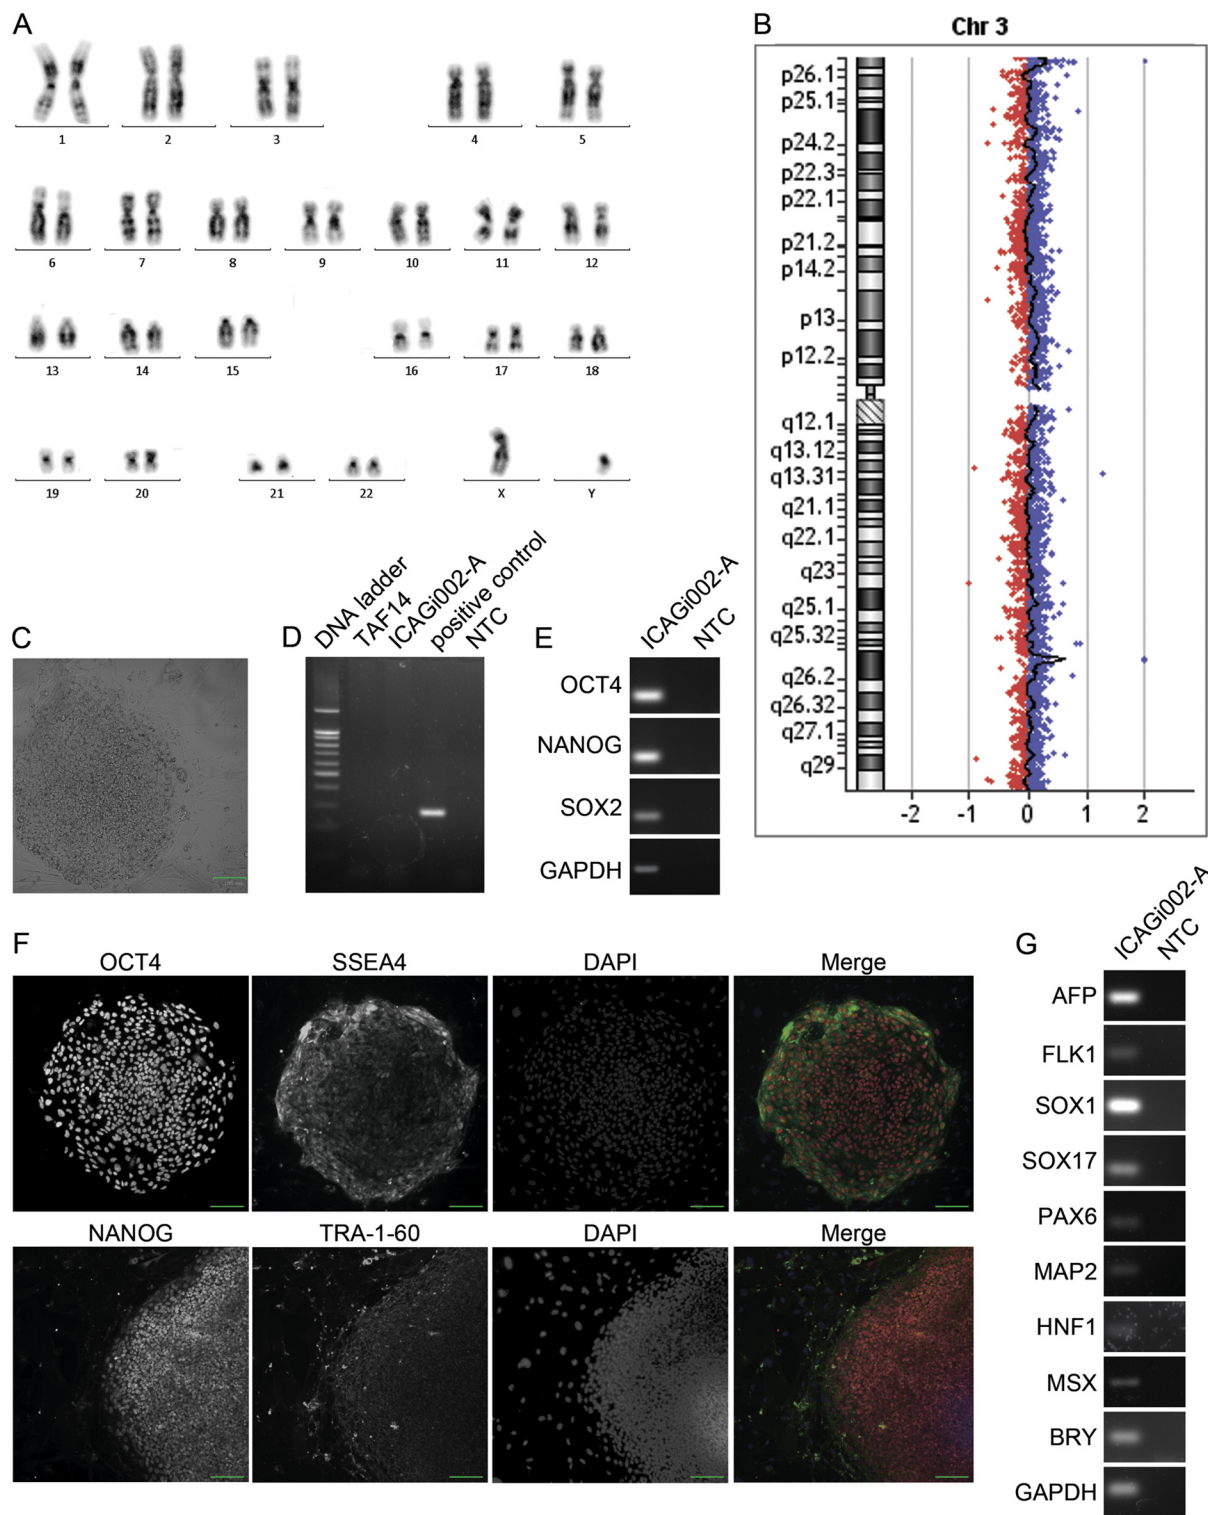 A
1 2 3 4 5
6 7 8 9 10 11 12
13 14 15 16 17 18
19 20 21 22 X Y
B
Chr 3
p26.1
p25.1
p24.2
p22.3
p22.1
p21.2
p14.2
p13
p12.2
q12.1
q13.12
q13.31
q21.1
q22.1
q23
q25.1
q25.32
q26.2
q26.32
q27.1
q29
-2 -1 0 1 2
C
D
DNA ladder
TAF14
ICAGi002-A
positive control
NTC
E
ICAGi002-A
NTC
OCT4
NANOG
SOX2
GAPDH
F
OCT4 SSEA4 DAPI Merge
NANOG TRA-1-60 DAPI Merge
G
ICAGi002-A
NTC
AFP
FLK1
SOX1
SOX17
PAX6
MAP2
HNF1
MSX
BRY
GAPDH